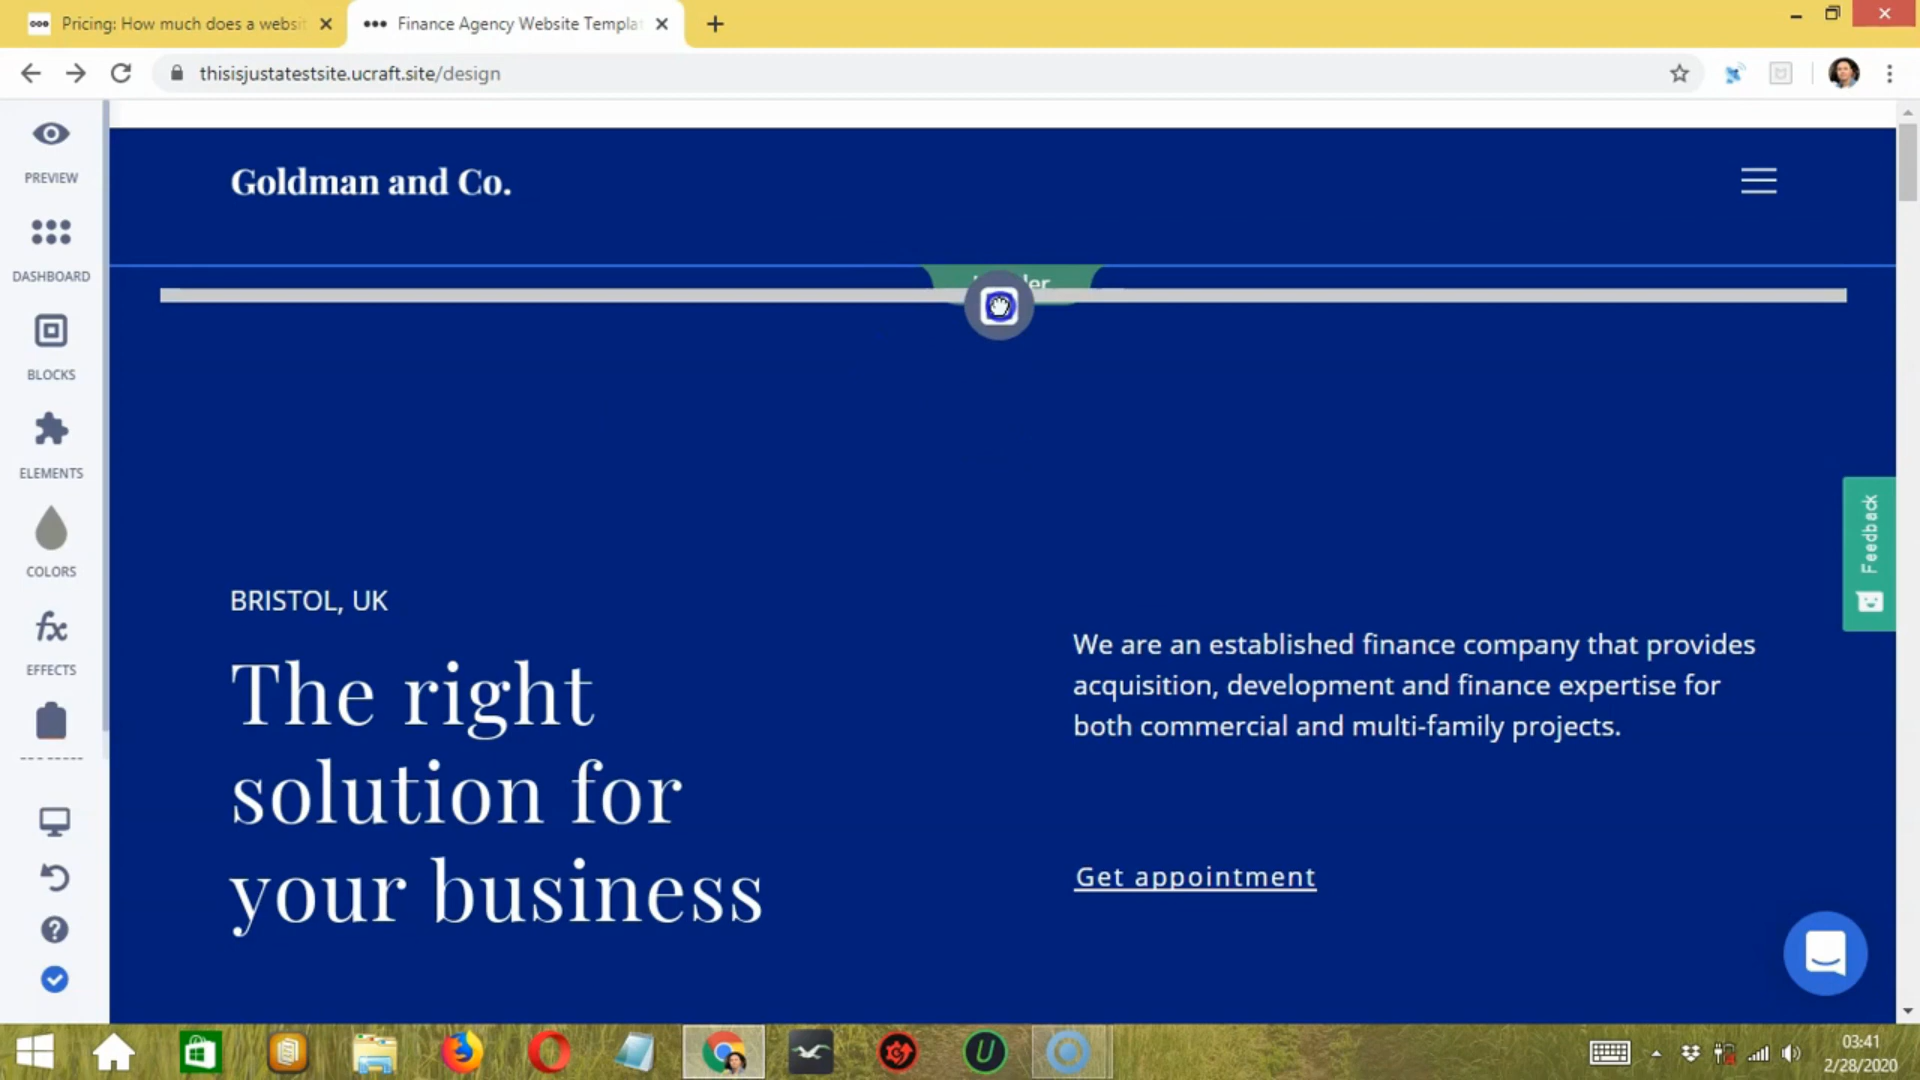 Pricing: How much does a websi
Finance Agency Website Templa
thisisjustatestsite.ucraft.site/design
PREVIEW
DASHBOARD
BLOCKS
ELEMENTS
COLORS
EFFECTS
Goldman and Co.
BRISTOL, UK
The right
solution for
your business
We are an established finance company that provides
acquisition, development and finance expertise for
both commercial and multi-family projects.
Get appointment
Feedback
03:41
2/28/2020